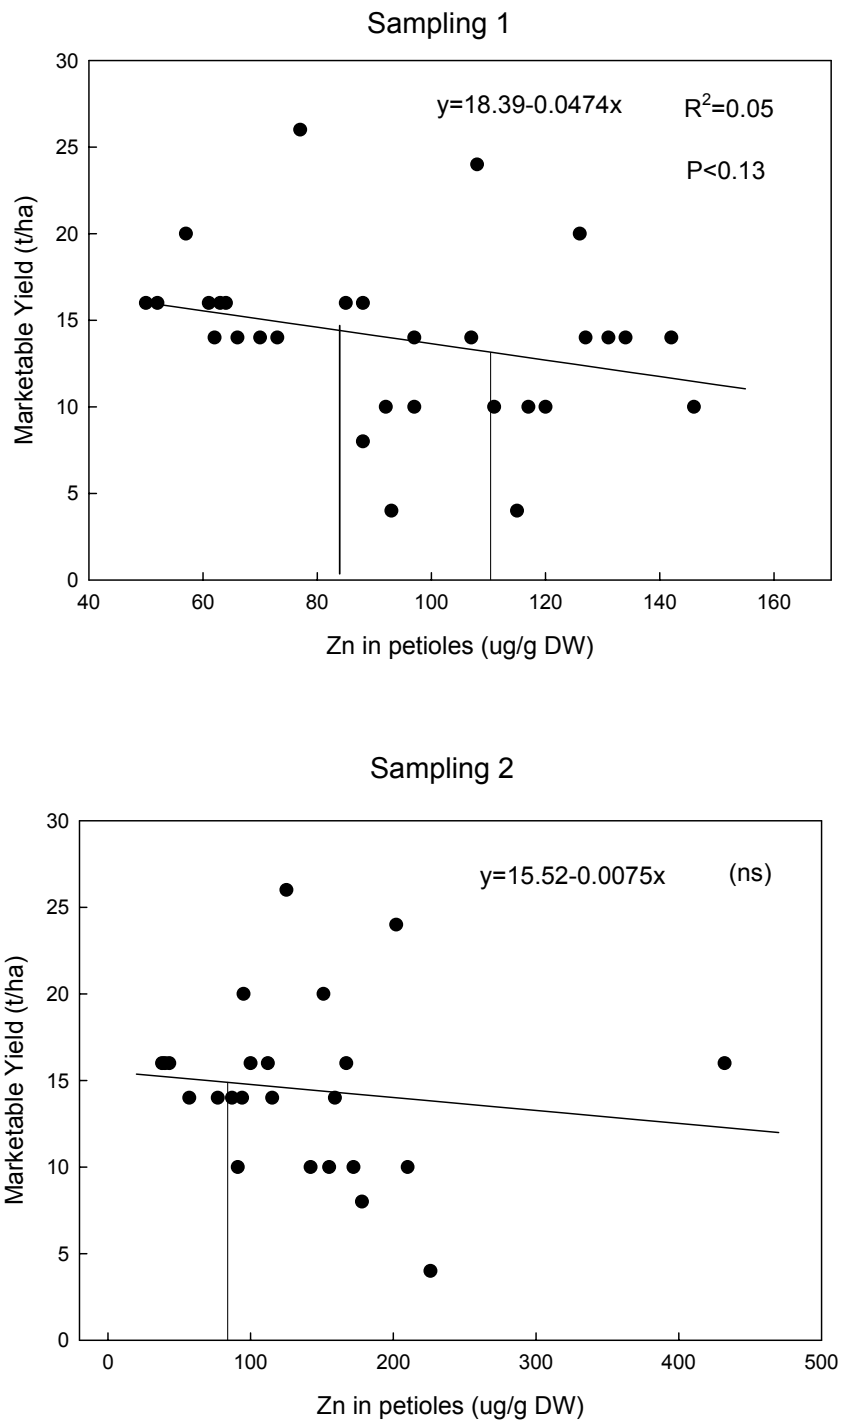 Sampling 1
30
25
20
15
10
5
0
y=18.39-0.0474x R²=0.05
P<0.13
Marketable Yield (t/ha)
40 60 80 100 120 140 160
Zn in petioles (ug/g DW)
Sampling 2
30
25
20
15
10
5
0
y=15.52-0.0075x (ns)
Marketable Yield (t/ha)
0 100 200 300 400 500
Zn in petioles (ug/g DW)